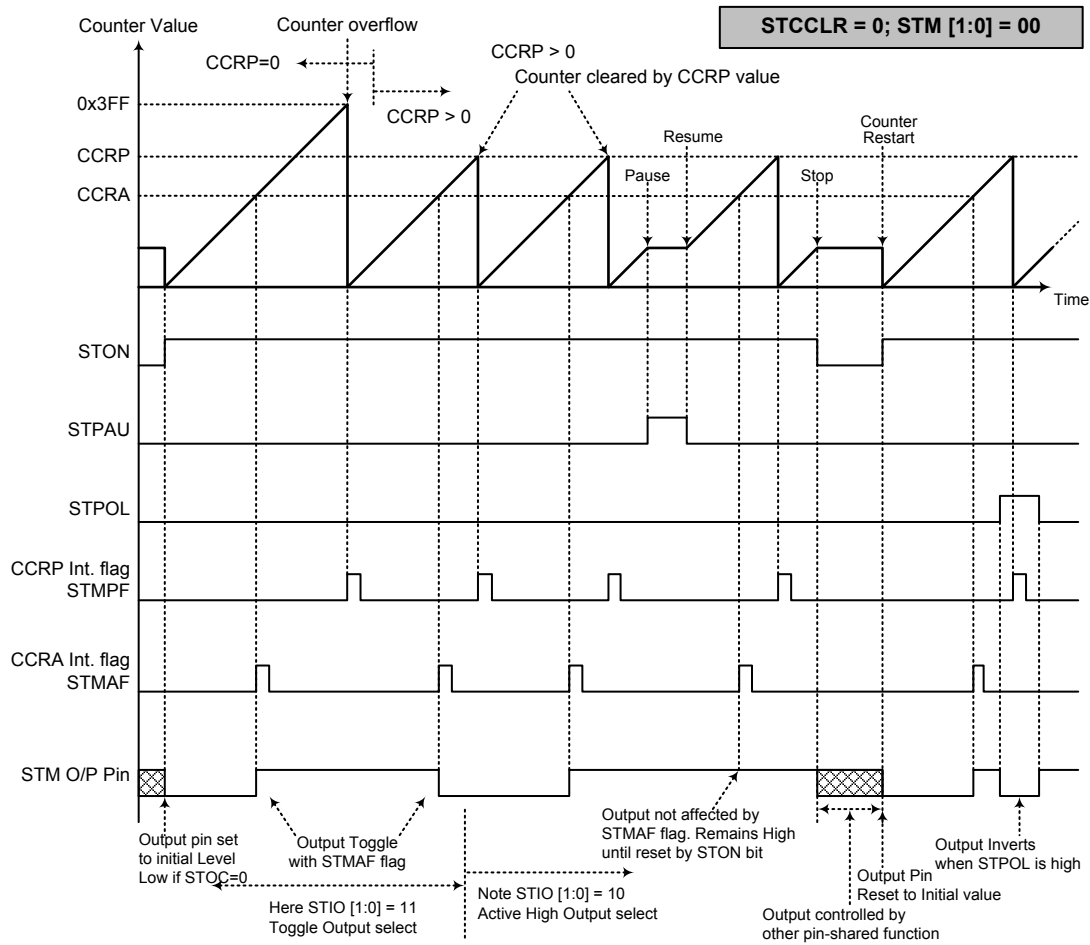 STCCLR = 0; STM [1:0] = 00
Counter Value
Counter overflow
CCRP=0
CCRP > 0
CCRP > 0
Counter cleared by CCRP value
0x3FF
CCRP
CCRA
Pause
Resume
Stop
Counter
Restart
Time
STON
STPAU
STPOL
CCRP Int. flag
STMPF
CCRA Int. flag
STMAF
STM O/P Pin
Output pin set
to initial Level
Low if STOC=0
Output Toggle
with STMAF flag
Here STIO [1:0] = 11
Toggle Output select
Note STIO [1:0] = 10
Active High Output select
Output not affected by
STMAF flag. Remains High
until reset by STON bit
Output controlled by
other pin-shared function
Output Pin
Reset to Initial value
Output Inverts
when STPOL is high